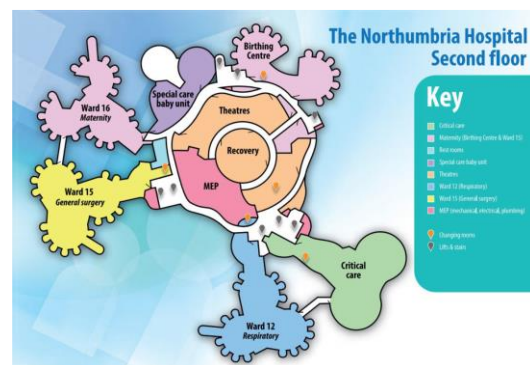 The Northumbria Hospital
Second floor
Birthing
Centre
Special care
baby unit
Ward 16
Maternity
Theatres
Recovery
MEP
Ward 15
General surgery
Critical
care
Ward 12
Respiratory
Key
Critical care
Maternity (Birthing Centre & Ward 15)
Rest rooms
Special care baby unit
Theatres
Ward 12 (Respiratory)
Ward 15 (General surgery)
MEP (mechanical, electrical, plumbing)
Changing rooms
Lifts & stairs